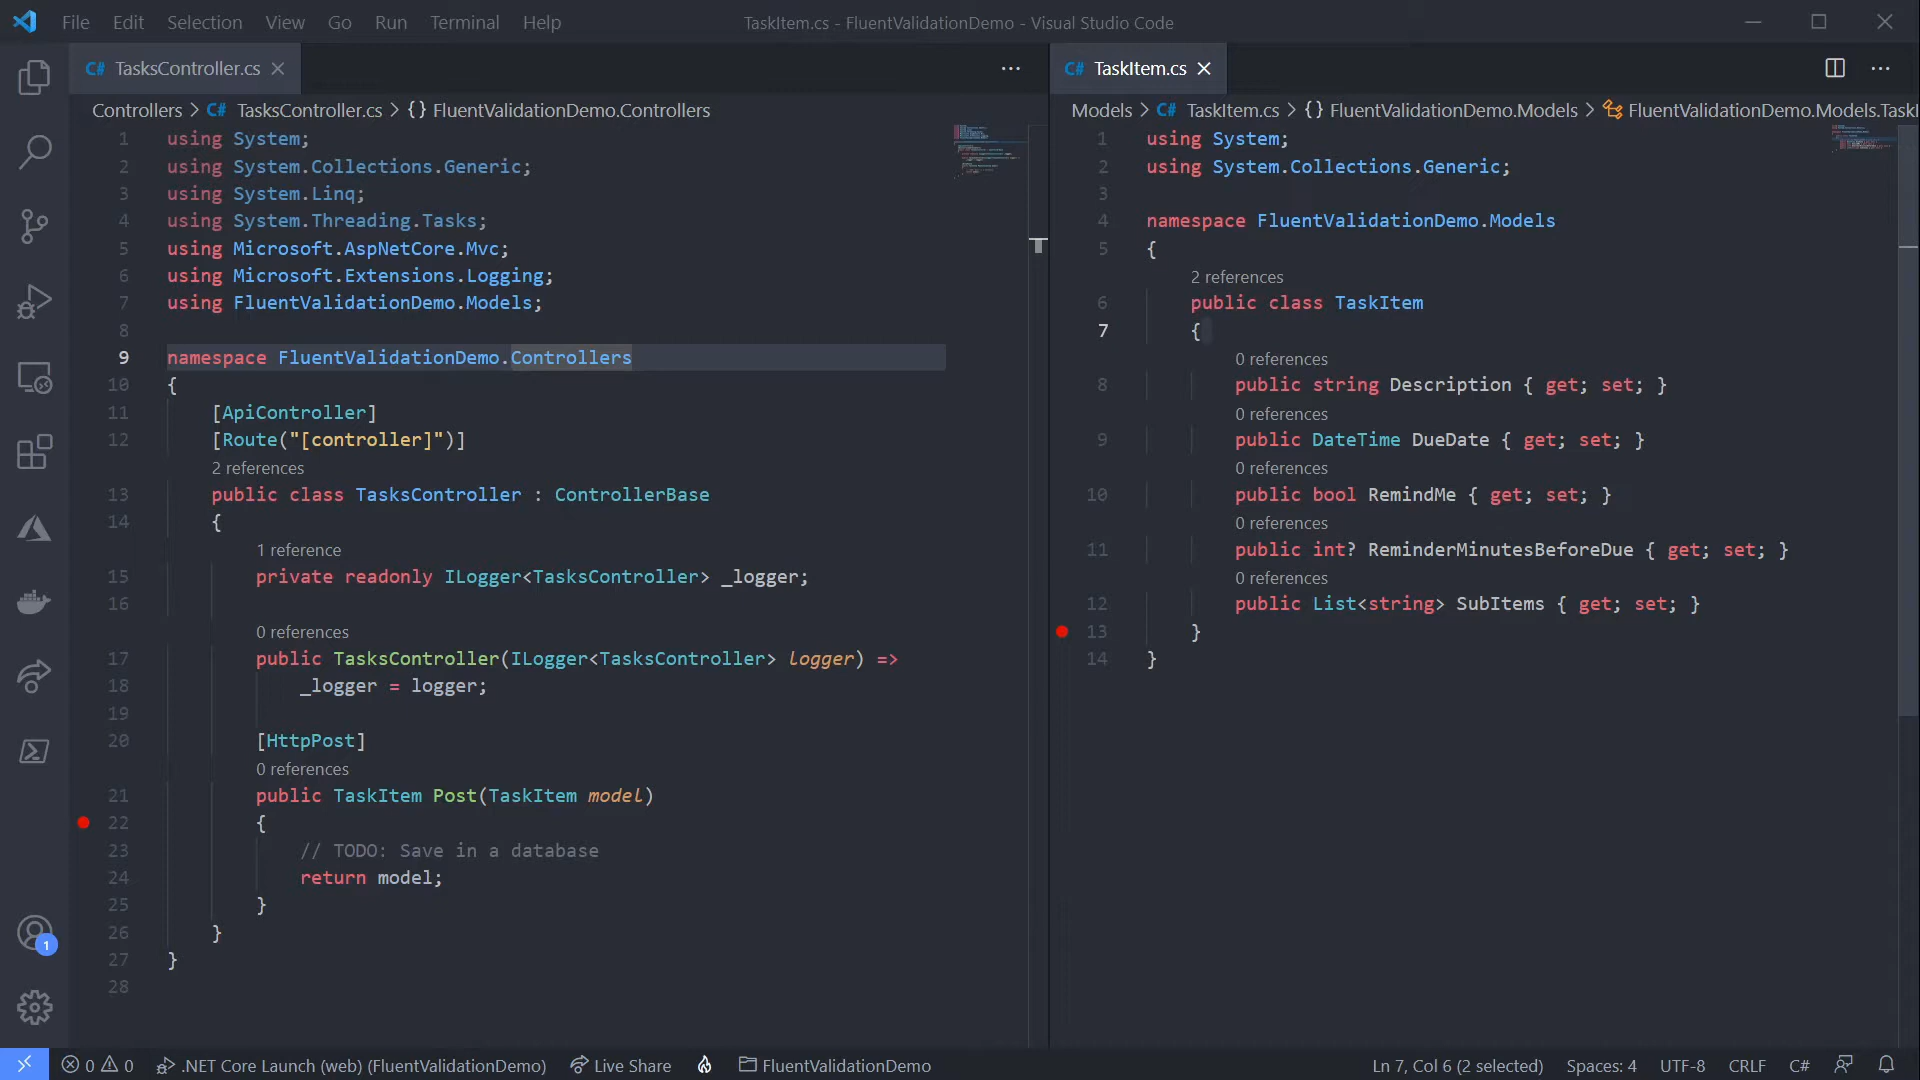 File Edit Selection View Go Run Terminal Help
TaskItem.cs - FluentValidationDemo - Visual Studio Code
C# TasksController.cs
Controllers > C# TasksController.cs > {} FluentValidationDemo.Controllers
1 using System;
2 using System.Collections.Generic;
3 using System.Linq;
4 using System.Threading.Tasks;
5 using Microsoft.AspNetCore.Mvc;
6 using Microsoft.Extensions.Logging;
7 using FluentValidationDemo.Models;
8
9 namespace FluentValidationDemo.Controllers
10 {
11 [ApiController]
12 [Route("[controller]")]
2 references
13 public class TasksController : ControllerBase
14 {
1 reference
15 private readonly ILogger<TasksController> _logger;
16
0 references
17 public TasksController(ILogger<TasksController> logger) =>
18 _logger = logger;
19
20 [HttpPost]
0 references
21 public TaskItem Post(TaskItem model)
22 {
23 // TODO: Save in a database
24 return model;
25 }
26 }
27 }
28
C# TaskItem.cs
Models > C# TaskItem.cs > {} FluentValidationDemo.Models > FluentValidationDemo.Models.TaskI
1 using System;
2 using System.Collections.Generic;
3
4 namespace FluentValidationDemo.Models
5 {
2 references
6 public class TaskItem
7 {
0 references
8 public string Description { get; set; }
0 references
9 public DateTime DueDate { get; set; }
0 references
10 public bool RemindMe { get; set; }
0 references
11 public int? ReminderMinutesBeforeDue { get; set; }
0 references
12 public List<string> SubItems { get; set; }
13 }
14 }
1
0 0 .NET Core Launch (web) (FluentValidationDemo) Live Share FluentValidationDemo
Ln 7, Col 6 (2 selected) Spaces: 4 UTF-8 CRLF C#